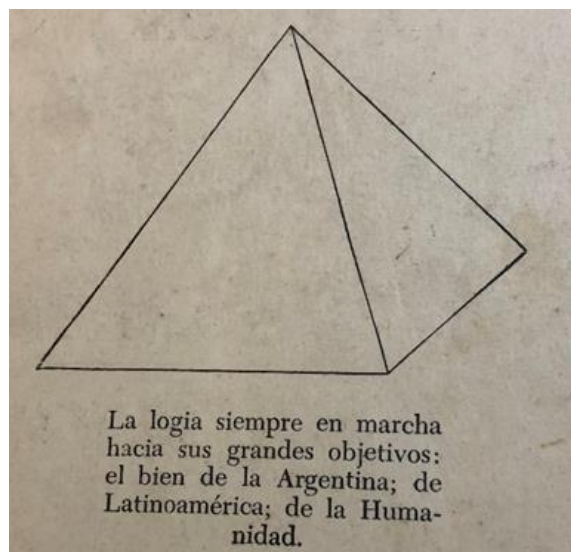 La logia siempre en marcha
hacia sus grandes objetivos:
el bien de la Argentina; de
Latinoamérica; de la Huma-
nidad.